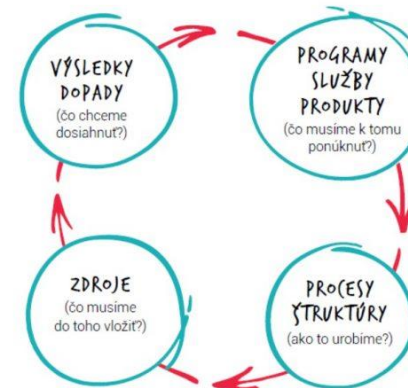 VÝSLEDKY
DOPADY
(čo chceme
dosiahnuť?)
PROGRAMY
SLUŽBY
PRODUKTY
(čo musíme k tomu
ponúknuť?)
ZDROJE
(čo musíme
do toho vložiť?)
PROCESY
ŠTRUKTÚRY
(ako to urobíme?)